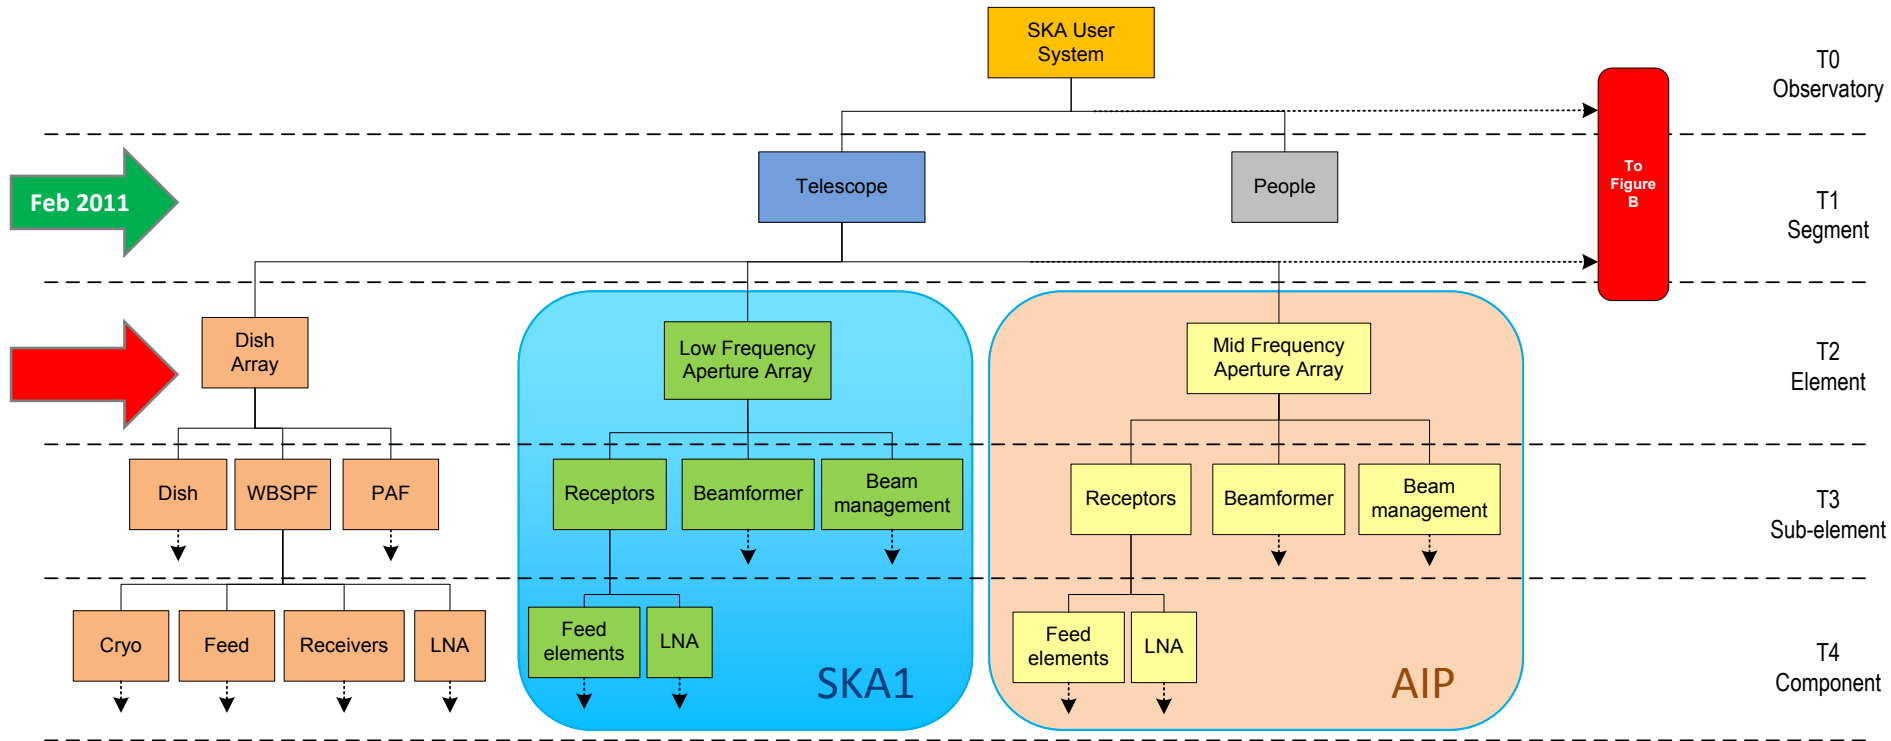 SKA User
System
T0
Observatory
To
Figure
B
Feb 2011
Telescope
People
T1
Segment
Dish
Array
Low Frequency
Aperture Array
Mid Frequency
Aperture Array
T2
Element
Dish
WBSPF
PAF
Receptors
Beamformer
Beam
management
Receptors
Beamformer
Beam
management
T3
Sub-element
Cryo
Feed
Receivers
LNA
Feed
elements
LNA
SKA1
Feed
elements
LNA
AIP
T4
Component